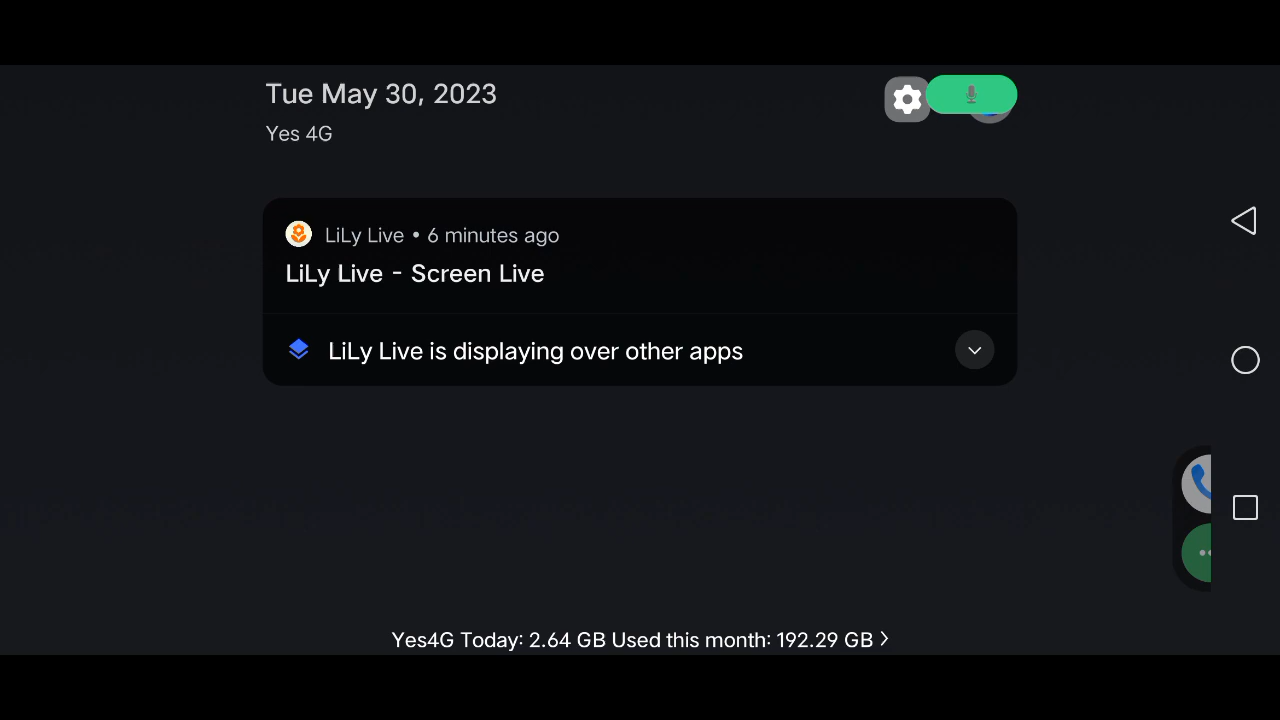 Tue May 30, 2023
Yes 4G
LiLy Live • 6 minutes ago
LiLy Live - Screen Live
LiLy Live is displaying over other apps
Yes4G Today: 2.64 GB Used this month: 192.29 GB >